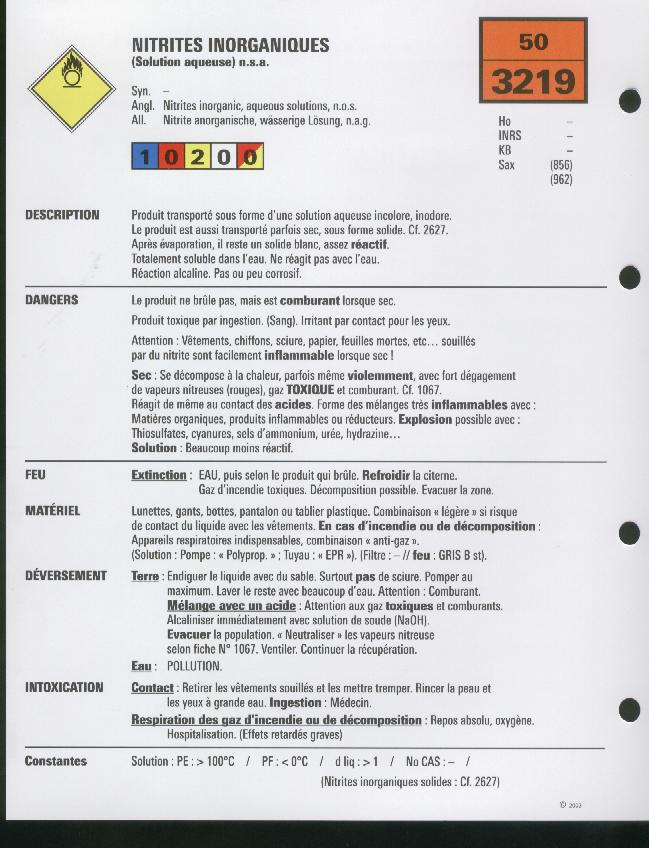 NITRITES INORGANIQUES
(Solution aqueuse) n.s.a.
50
3219
Syn. –
Angl. Nitrites inorganic, aqueous solutions, n.o.s.
All. Nitrite anorganische, wässerige Lösung, n.a.g.
Ho –
INRS –
KB –
Sax (856)
(962)
1 0 2 0 0
DESCRIPTION
Produit transporté sous forme d'une solution aqueuse incolore, inodore.
Le produit est aussi transporté parfois sec, sous forme solide. Cf. 2627.
Après évaporation, il reste un solide blanc, assez réactif.
Totalement soluble dans l'eau. Ne réagit pas avec l'eau.
Réaction alcaline. Pas ou peu corrosif.
DANGERS
Le produit ne brûle pas, mais est comburant lorsque sec.
Produit toxique par ingestion. (Sang). Irritant par contact pour les yeux.
Attention : Vêtements, chiffons, sciure, papier, feuilles mortes, etc... souillés
par du nitrite sont facilement inflammable lorsque sec !
Sec : Se décompose à la chaleur, parfois même violemment, avec fort dégagement
de vapeurs nitreuses (rouges), gaz TOXIQUE et comburant. Cf. 1067.
Réagit de même au contact des acides. Forme des mélanges très inflammables avec :
Matières organiques, produits inflammables ou réducteurs. Explosion possible avec :
Thiosulfates, cyanures, sels d'ammonium, urée, hydrazine...
Solution : Beaucoup moins réactif.
FEU
Extinction : EAU, puis selon le produit qui brûle. Refroidir la citerne.
Gaz d'incendie toxiques. Décomposition possible. Evacuer la zone.
MATÉRIEL
Lunettes, gants, bottes, pantalon ou tablier plastique. Combinaison « légère » si risque
de contact du liquide avec les vêtements. En cas d'incendie ou de décomposition :
Appareils respiratoires indispensables, combinaison « anti-gaz ».
(Solution : Pompe : « Polyprop. » ; Tuyau : « EPR »). (Filtre : – // feu : GRIS B st).
DÉVERSEMENT
Terre : Endiguer le liquide avec du sable. Surtout pas de sciure. Pomper au
maximum. Laver le reste avec beaucoup d'eau. Attention : Comburant.
Mélange avec un acide : Attention aux gaz toxiques et comburants.
Alcaliniser immédiatement avec solution de soude (NaOH).
Evacuer la population. « Neutraliser » les vapeurs nitreuse
selon fiche N° 1067. Ventiler. Continuer la récupération.
Eau : POLLUTION.
INTOXICATION
Contact : Retirer les vêtements souillés et les mettre tremper. Rincer la peau et
les yeux à grande eau. Ingestion : Médecin.
Respiration des gaz d'incendie ou de décomposition : Repos absolu, oxygène.
Hospitalisation. (Effets retardés graves)
Constantes
Solution : PE : > 100°C / PF : < 0°C / d liq : > 1 / No CAS : – /
(Nitrites inorganiques solides : Cf. 2627)
© 2003